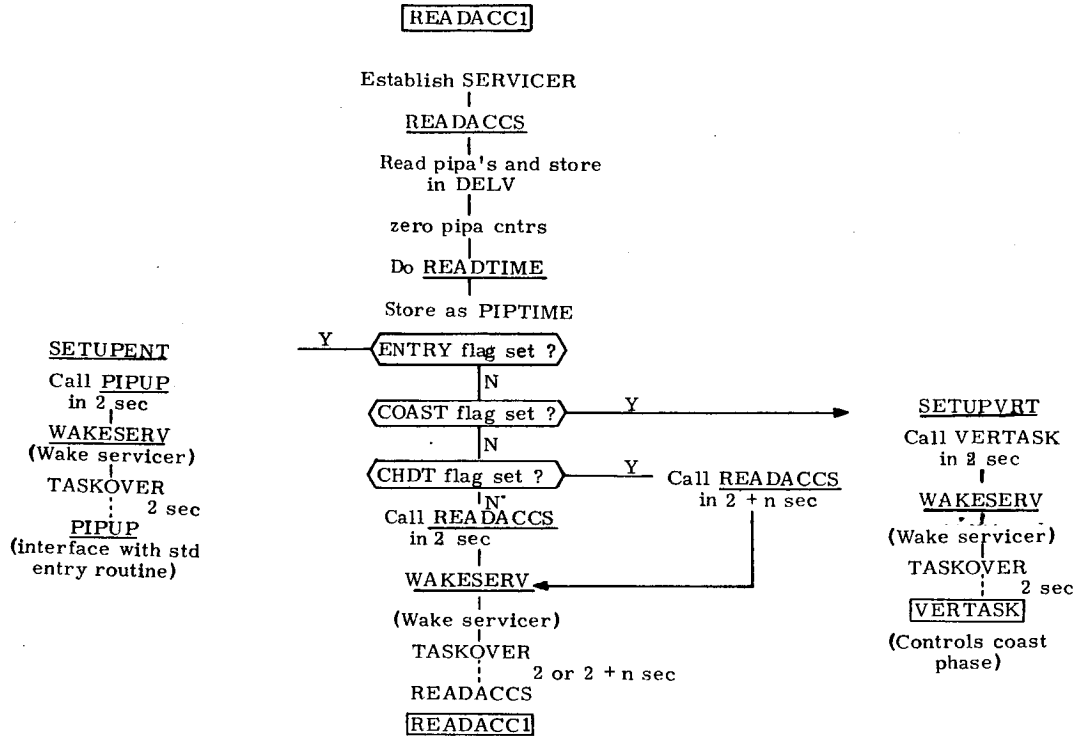 READACC1
Establish SERVICER
READACCS
Read pipa's and store
in DELV
zero pipa cntrs
Do READTIME
Store as PIPTIME
ENTRY flag set ?
Y
N
SETUPENT
Call PIPUP
in 2 sec
WAKESERV
(Wake servicer)
TASKOVER
2 sec
PIPUP
(interface with std
entry routine)
COAST flag set ?
Y
N
SETUPVRT
Call VERTASK
in 2 sec
WAKESERV
(Wake servicer)
TASKOVER
2 sec
VERTASK
(Controls coast
phase)
CHDT flag set ?
Y
N
Call READACCS
in 2 + n sec
Call READACCS
in 2 sec
WAKESERV
(Wake servicer)
TASKOVER
2 or 2 + n sec
READACCS
READACC1